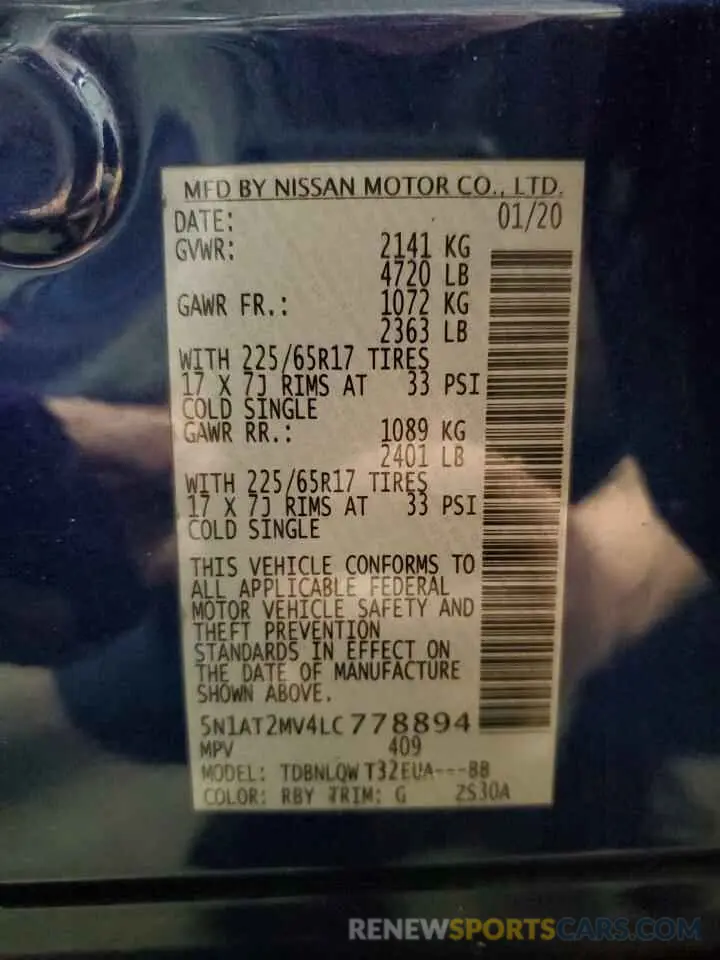 MFD BY NISSAN MOTOR CO., LTD.
DATE: 01/20
GVWR: 2141 KG
4720 LB
GAWR FR.: 1072 KG
2363 LB
WITH 225/65R17 TIRES
17 X 7J RIMS AT 33 PSI
COLD SINGLE
GAWR RR.: 1089 KG
2401 LB
WITH 225/65R17 TIRES
17 X 7J RIMS AT 33 PSI
COLD SINGLE
THIS VEHICLE CONFORMS TO
ALL APPLICABLE FEDERAL
MOTOR VEHICLE SAFETY AND
THEFT PREVENTION
STANDARDS IN EFFECT ON
THE DATE OF MANUFACTURE
SHOWN ABOVE.
5N1AT2MV4LC778894
MPV 409
MODEL: TDBNLQW T32EUA---BB
COLOR: RBY TRIM: G 2S30A
RENEWSPORTSCARS.COM